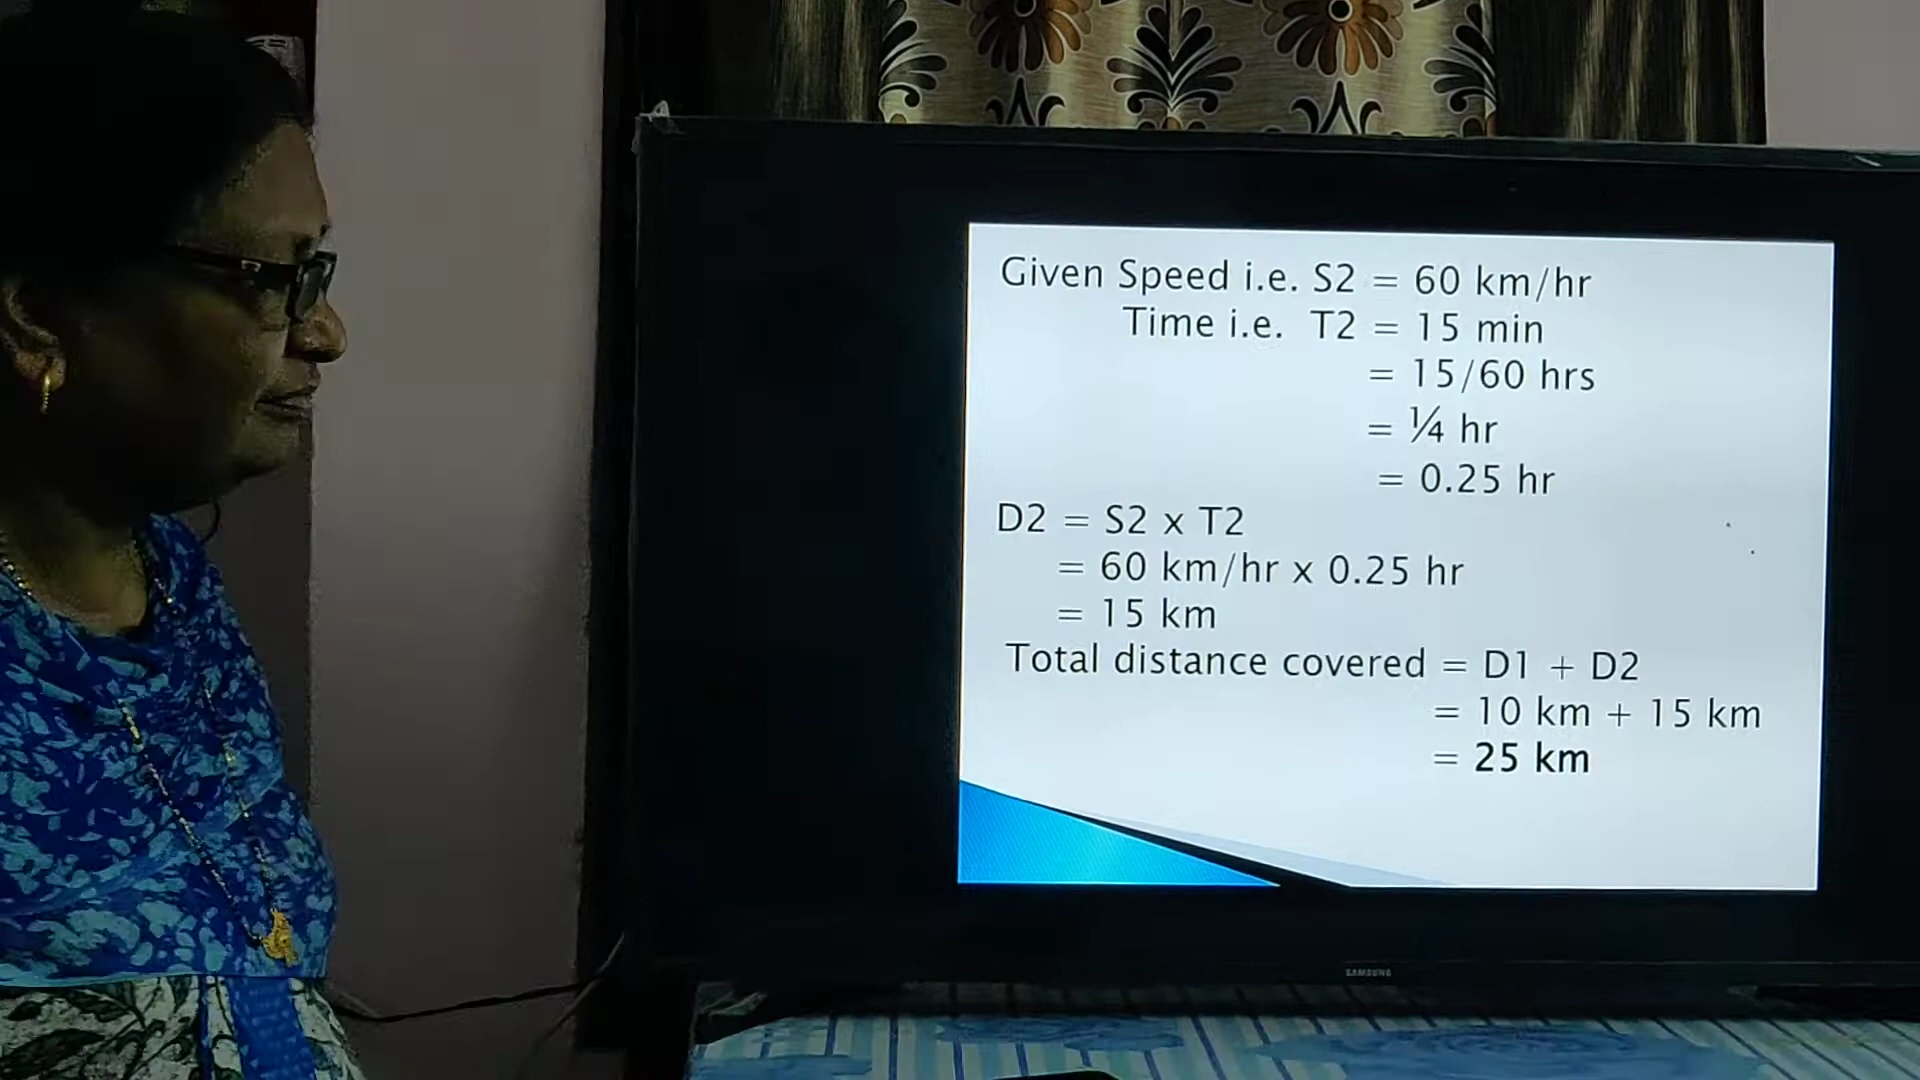 Given Speed i.e. S2 = 60 km/hr
Time i.e. T2 = 15 min
= 15/60 hrs
= ¼ hr
= 0.25 hr
D2 = S2 x T2
= 60 km/hr x 0.25 hr
= 15 km
Total distance covered = D1 + D2
= 10 km + 15 km
= 25 km
SAMSUNG